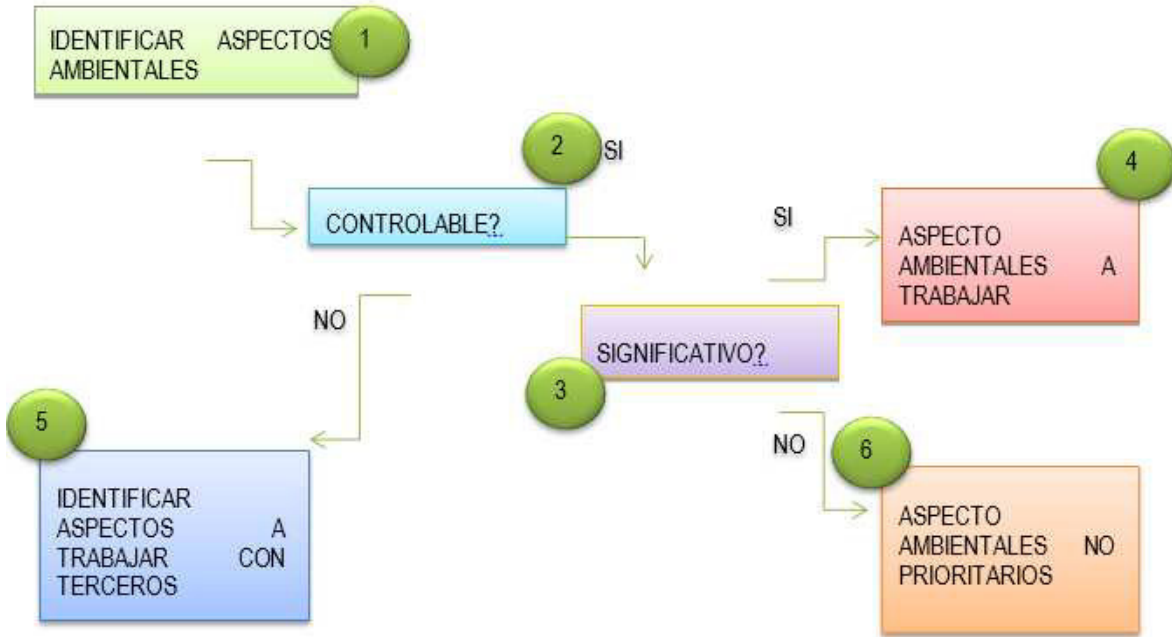 IDENTIFICAR ASPECTOS
AMBIENTALES
1
2
SI
CONTROLABLE?
4
SI
ASPECTO
AMBIENTALES A
TRABAJAR
NO
SIGNIFICATIVO?
3
5
IDENTIFICAR
ASPECTOS A
TRABAJAR CON
TERCEROS
NO
6
ASPECTO
AMBIENTALES NO
PRIORITARIOS